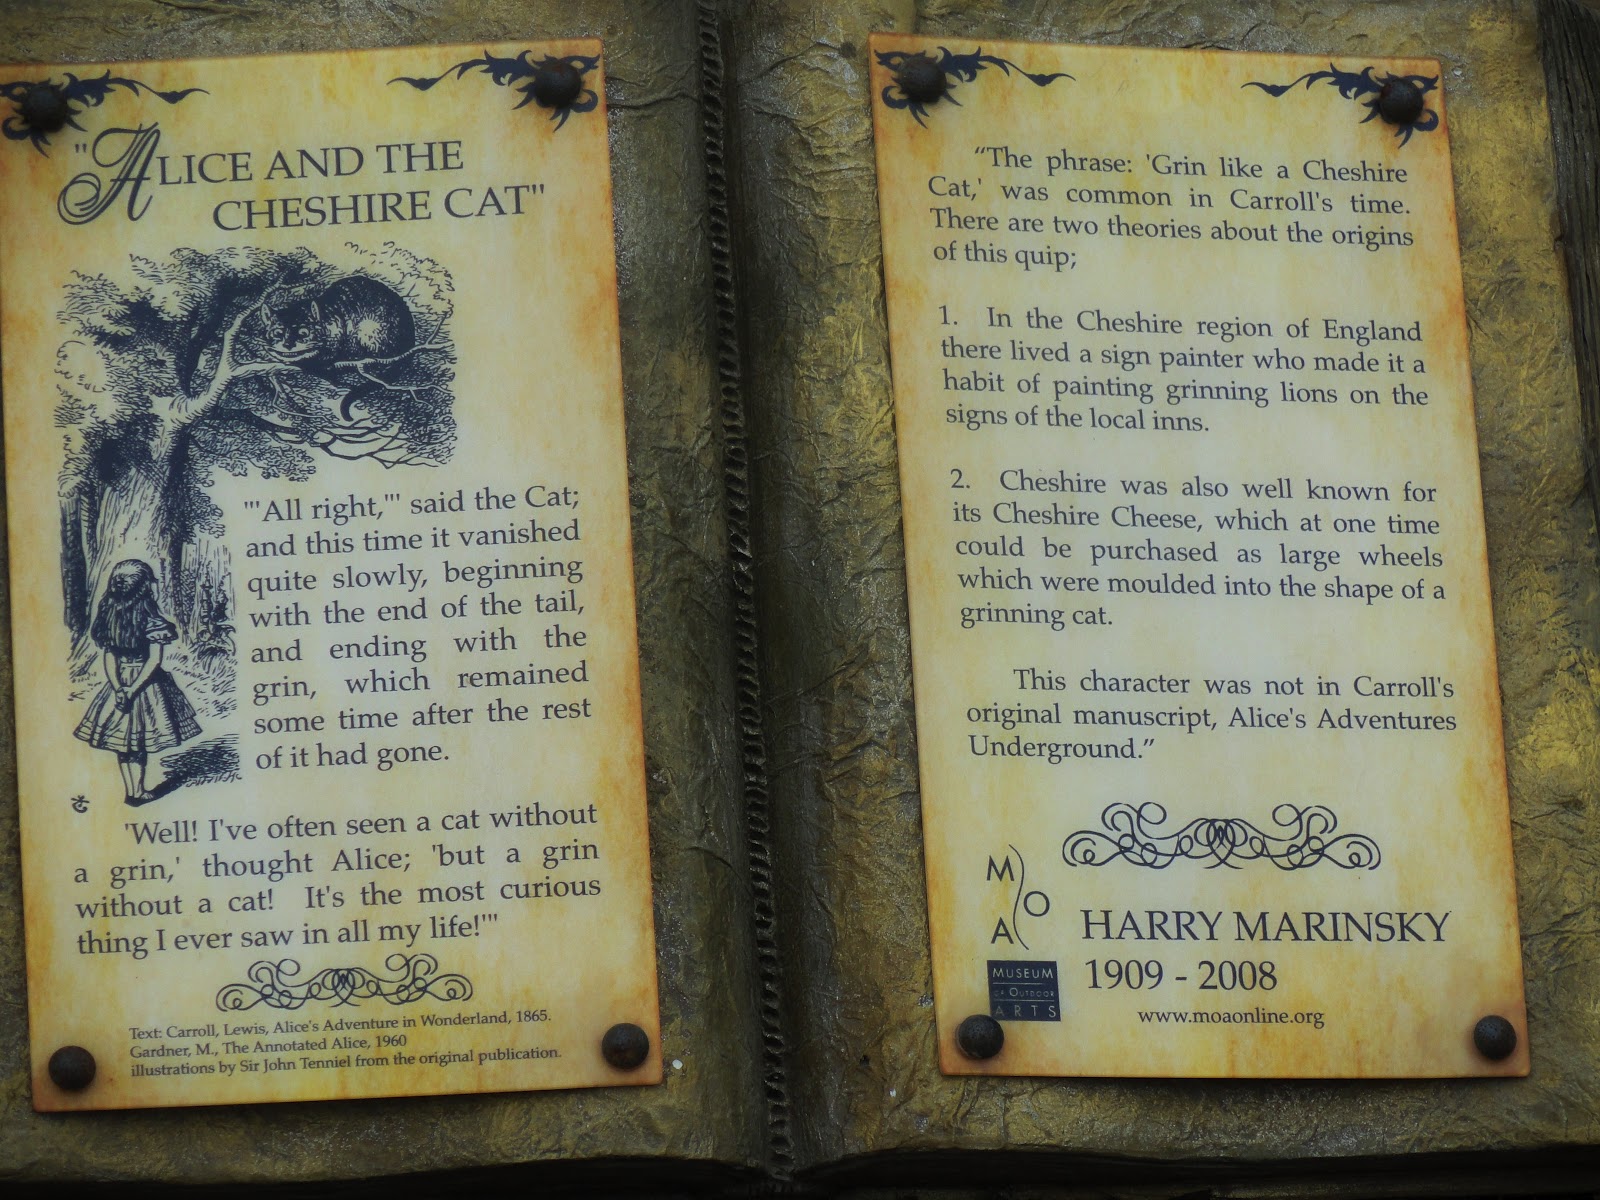 "ALICE AND THE
CHESHIRE CAT"
"'All right,'" said the Cat;
and this time it vanished
quite slowly, beginning
with the end of the tail,
and ending with the
grin, which remained
some time after the rest
of it had gone.
'Well! I've often seen a cat without
a grin,' thought Alice; 'but a grin
without a cat! It's the most curious
thing I ever saw in all my life!'"
Text: Carroll, Lewis, Alice's Adventure in Wonderland, 1865.
Gardner, M., The Annotated Alice, 1960
illustrations by Sir John Tenniel from the original publication.
“The phrase: 'Grin like a Cheshire
Cat,' was common in Carroll's time.
There are two theories about the origins
of this quip;
1. In the Cheshire region of England
there lived a sign painter who made it a
habit of painting grinning lions on the
signs of the local inns.
2. Cheshire was also well known for
its Cheshire Cheese, which at one time
could be purchased as large wheels
which were moulded into the shape of a
grinning cat.
This character was not in Carroll's
original manuscript, Alice's Adventures
Underground.”
M
O
A
MUSEUM
OF OUTDOOR
ARTS
HARRY MARINSKY
1909 - 2008
www.moaonline.org